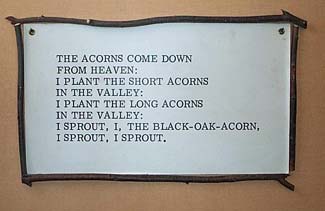 THE ACORNS COME DOWN
FROM HEAVEN:
I PLANT THE SHORT ACORNS
IN THE VALLEY:
I PLANT THE LONG ACORNS
IN THE VALLEY:
I SPROUT, I, THE BLACK-OAK-ACORN,
I SPROUT, I SPROUT.